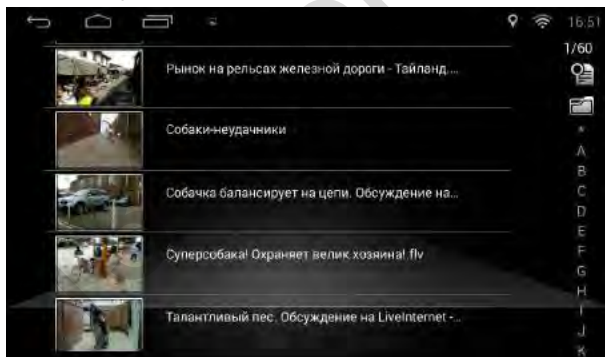 16:51
1/60
Рынок на рельсах железной дороги - Тайланд....
Собаки-неудачники
Собачка балансирует на цепи. Обсуждение на...
Суперсобака! Охраняет велик хозяина!.flv
Талантливый пес. Обсуждение на LiveInternet -...
*
A
B
C
D
E
F
G
H
I
J
K